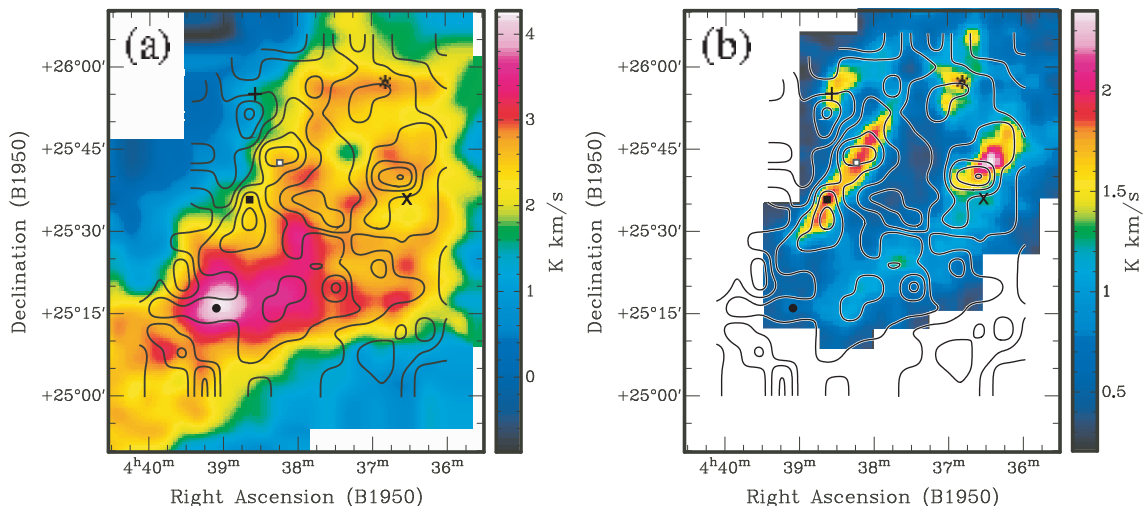 (a)
+26°00′
+25°45′
+25°30′
+25°15′
+25°00′
Declination (B1950)
4ʰ40ᵐ 39ᵐ 38ᵐ 37ᵐ 36ᵐ
Right Ascension (B1950)
4
3
2
1
0
K km/s
(b)
+26°00′
+25°45′
+25°30′
+25°15′
+25°00′
Declination (B1950)
4ʰ40ᵐ 39ᵐ 38ᵐ 37ᵐ 36ᵐ
Right Ascension (B1950)
2
1.5
1
0.5
K km/s